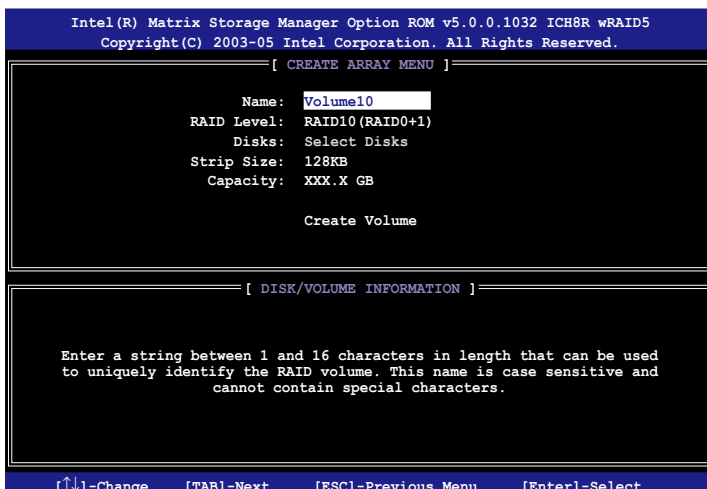 Intel(R) Matrix Storage Manager Option ROM v5.0.0.1032 ICH8R wRAID5
Copyright(C) 2003-05 Intel Corporation. All Rights Reserved.
[ CREATE ARRAY MENU ]
Name: Volume10
RAID Level: RAID10(RAID0+1)
Disks: Select Disks
Strip Size: 128KB
Capacity: XXX.X GB
Create Volume
[ DISK/VOLUME INFORMATION ]
Enter a string between 1 and 16 characters in length that can be used
to uniquely identify the RAID volume. This name is case sensitive and
cannot contain special characters.
[↑↓]-Change [TAB]-Next [ESC]-Previous Menu [Enter]-Select